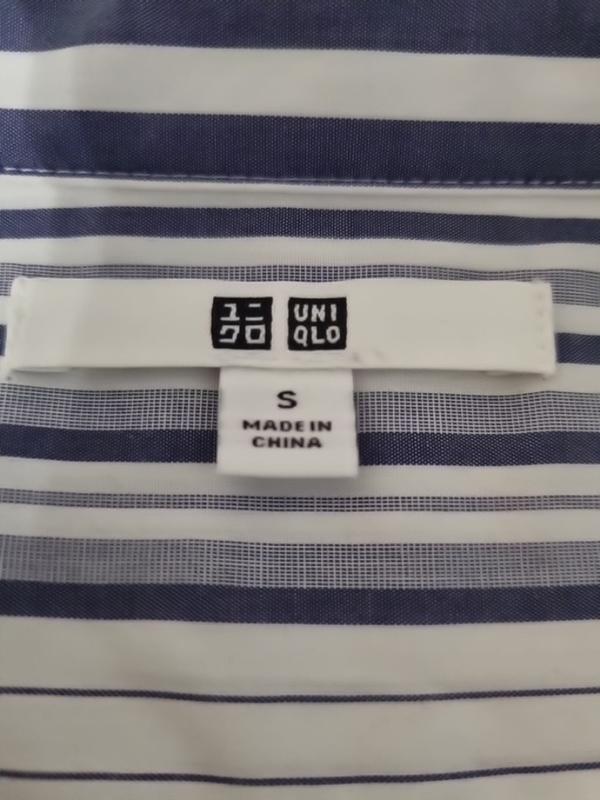 ユニ UNI
クロ QLO
S
MADE IN
CHINA